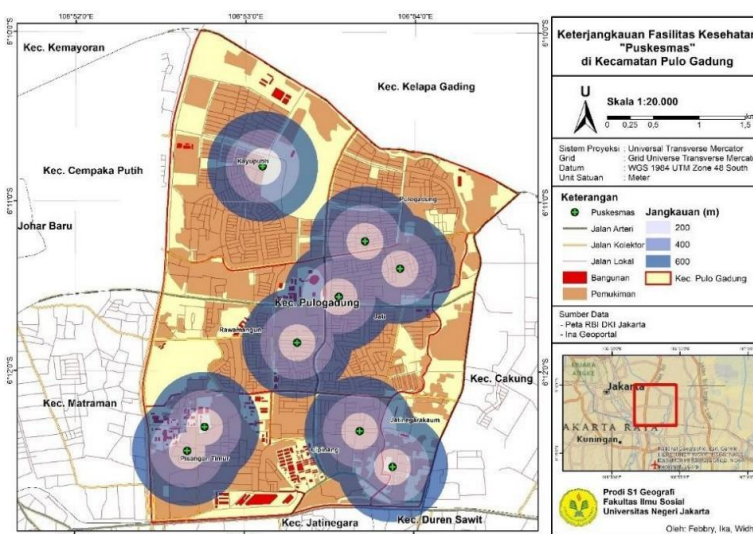 106°52'0"E
106°53'0"E
106°54'0"E
6°10'0"S
6°11'0"S
6°12'0"S
Kec. Kemayoran
Kec. Kelapa Gading
Kec. Cempaka Putih
Kayuputih
Pulogadung
Johar Baru
Kec. Pulogadung
Rawamangun
Jati
Kec. Cakung
Kec. Matraman
Jatinegarakaum
Pisangan Timur
Cipinang
Kec. Jatinegara
Kec. Duren Sawit
Keterjangkauan Fasilitas Kesehatan
"Puskesmas"
di Kecamatan Pulo Gadung
U
Skala 1:20.000
0 0,25 0,5 1 1,5
Sistem Proyeksi : Universal Transverse Mercator
Grid : Grid Universe Transverse Mercato
Datum : WGS 1984 UTM Zone 48 South
Unit Satuan : Meter
Keterangan
Puskesmas
Jalan Arteri
Jalan Kolektor
Jalan Lokal
Bangunan
Pemukiman
Jangkauan (m)
200
400
600
Kec. Pulo Gadung
Sumber Data
- Peta RBI DKI Jakarta
- Ina Geoportal
Jakarta
AKARTA RAYA
Kuningan
Prodi S1 Geografi
Fakultas Ilmu Sosial
Universitas Negeri Jakarta
Oleh: Febbry, Ika, Widh